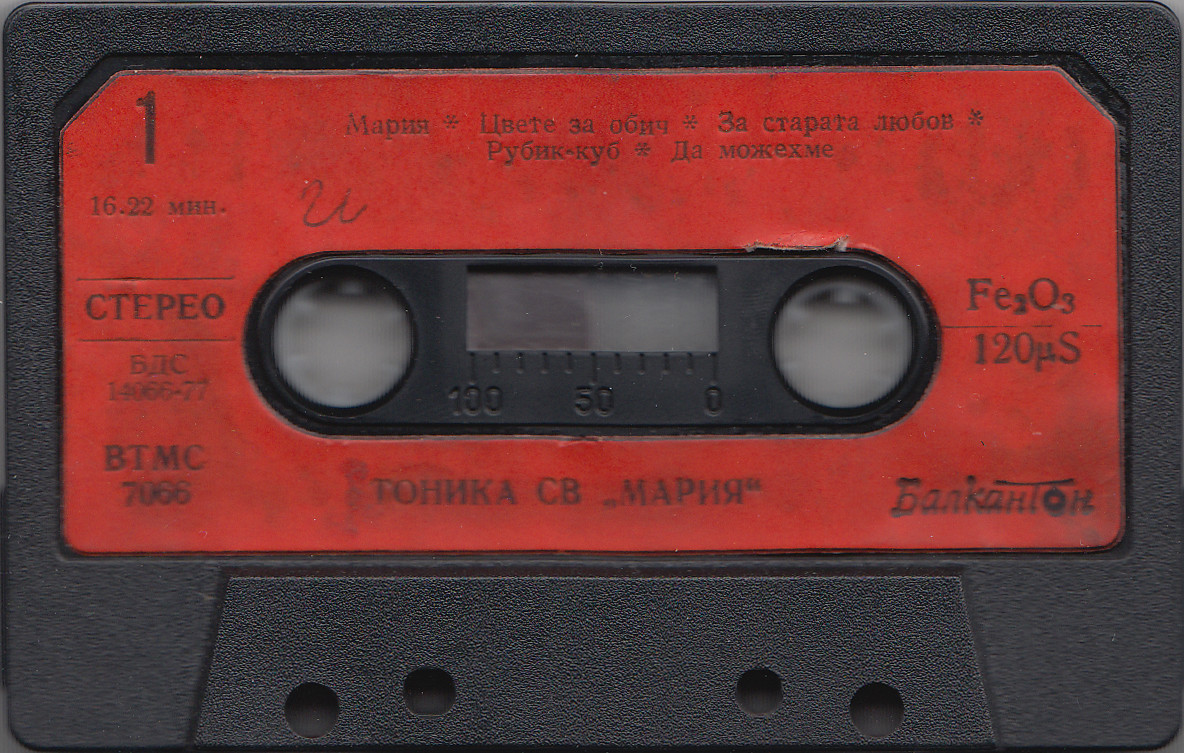 1
Мария * Цвете за обич * За старата любов *
Рубик-куб * Да можехме
16.22 мин.
СТЕРЕО
БДС
14066-77
ВТМС
7066
Fe₂O₃
120µS
100 50 0
ТОНИКА СВ „МАРИЯ“
Балкантон